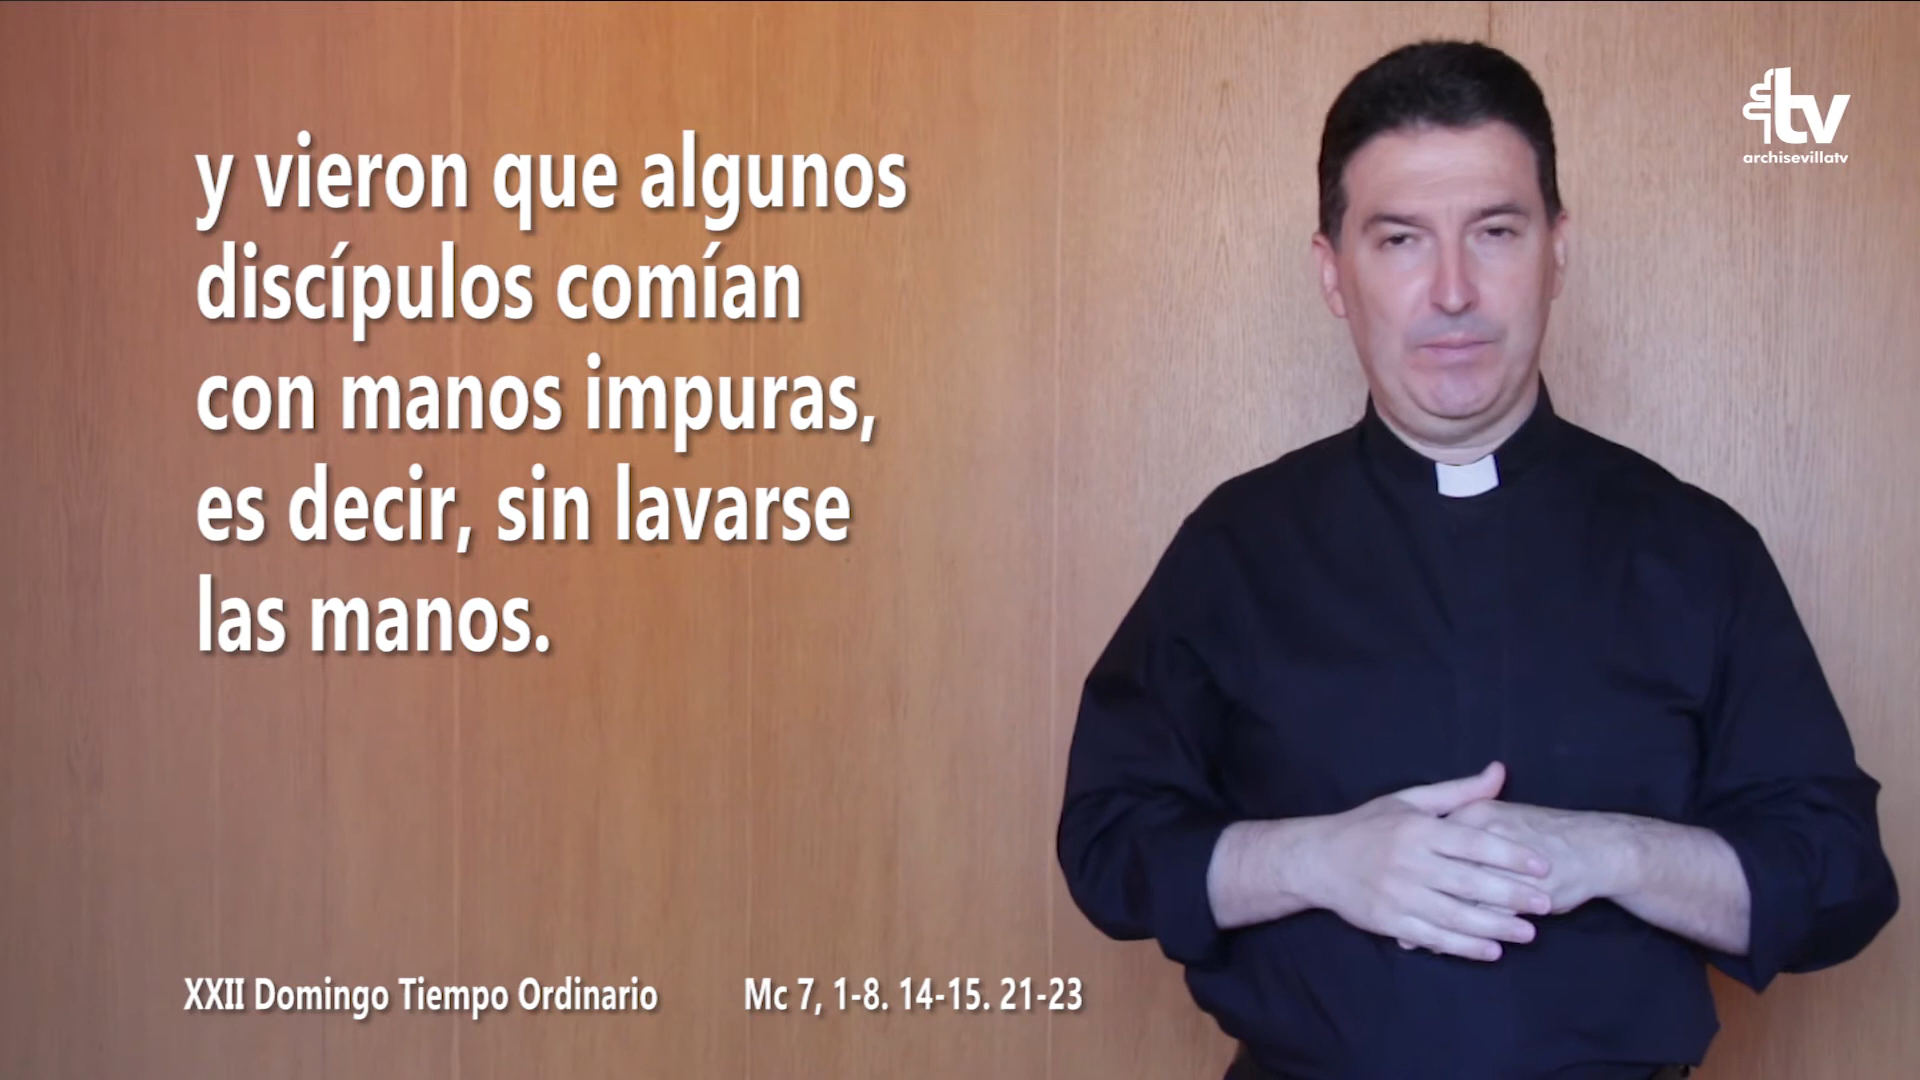 y vieron que algunos
discípulos comían
con manos impuras,
es decir, sin lavarse
las manos.
XXII Domingo Tiempo Ordinario
Mc 7, 1-8. 14-15. 21-23
tv
archisevillatv